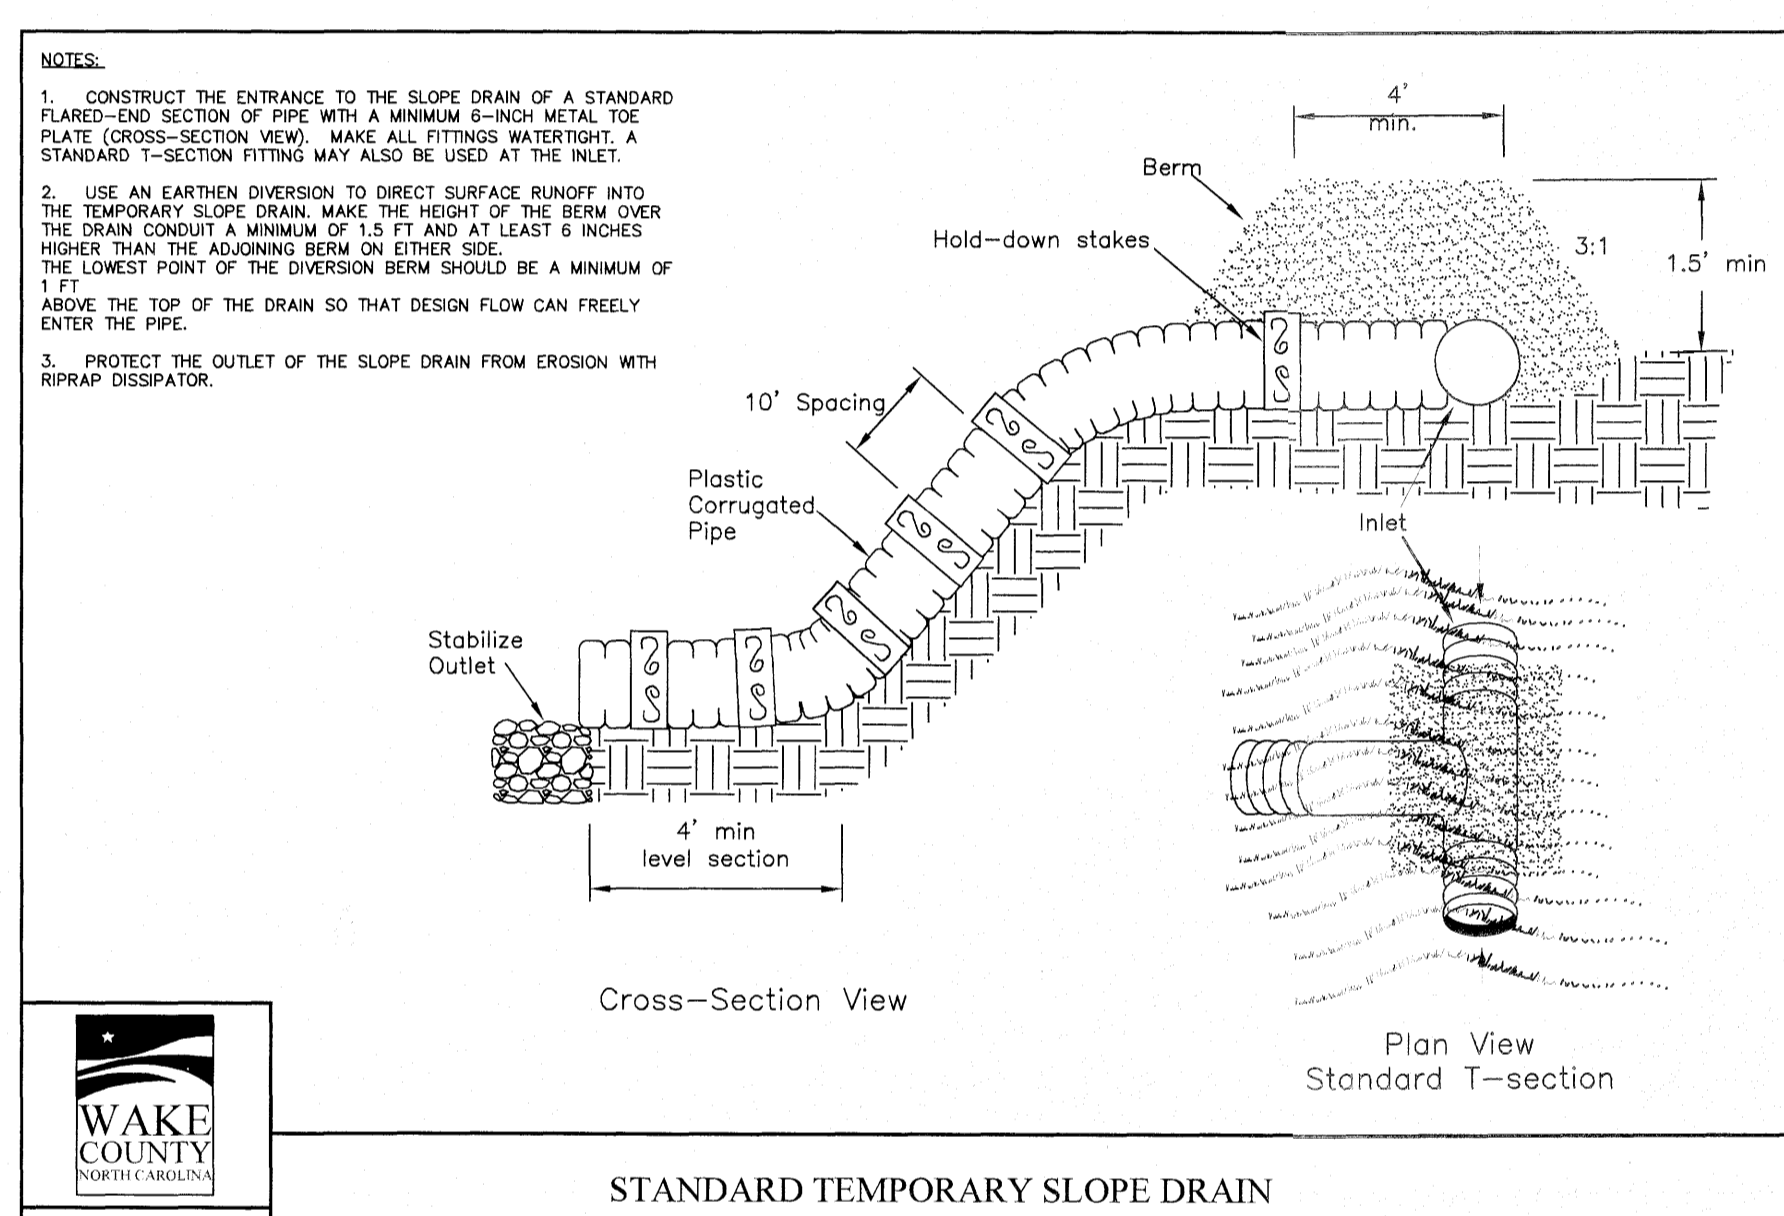 NOTES:
1. CONSTRUCT THE ENTRANCE TO THE SLOPE DRAIN OF A STANDARD
FLARED-END SECTION OF PIPE WITH A MINIMUM 6-INCH METAL TOE
PLATE (CROSS-SECTION VIEW). MAKE ALL FITTINGS WATERTIGHT. A
STANDARD T-SECTION FITTING MAY ALSO BE USED AT THE INLET.
2. USE AN EARTHEN DIVERSION TO DIRECT SURFACE RUNOFF INTO
THE TEMPORARY SLOPE DRAIN. MAKE THE HEIGHT OF THE BERM OVER
THE DRAIN CONDUIT A MINIMUM OF 1.5 FT AND AT LEAST 6 INCHES
HIGHER THAN THE ADJOINING BERM ON EITHER SIDE.
THE LOWEST POINT OF THE DIVERSION BERM SHOULD BE A MINIMUM OF
1 FT
ABOVE THE TOP OF THE DRAIN SO THAT DESIGN FLOW CAN FREELY
ENTER THE PIPE.
3. PROTECT THE OUTLET OF THE SLOPE DRAIN FROM EROSION WITH
RIPRAP DISSIPATOR.
4'
min.
Berm
Hold-down stakes
3:1
1.5' min
10' Spacing
Plastic
Corrugated
Pipe
Inlet
Stabilize
Outlet
4' min
level section
Cross-Section View
Plan View
Standard T-section
WAKE
COUNTY
NORTH CAROLINA
STANDARD TEMPORARY SLOPE DRAIN